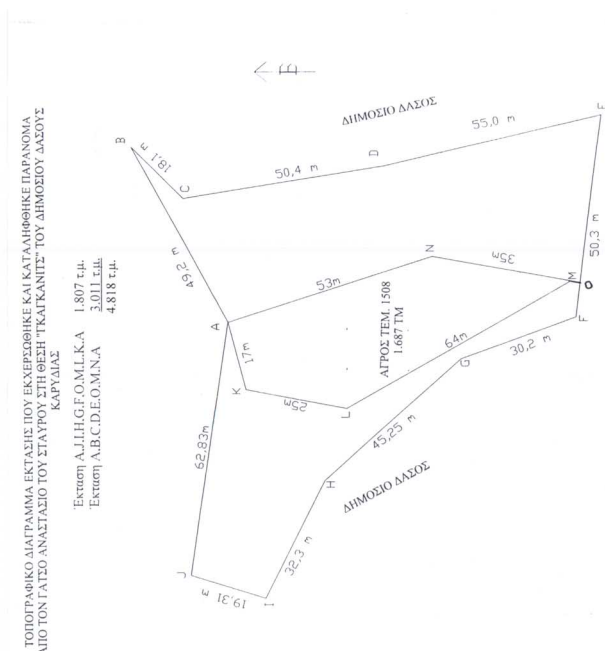 ΤΟΠΟΓΡΑΦΙΚΟ ΔΙΑΓΡΑΜΜΑ ΕΚΤΑΣΗΣ ΠΟΥ ΕΚΧΕΡΣΩΘΗΚΕ ΚΑΙ ΚΑΤΑΛΗΦΘΗΚΕ ΠΑΡΑΝΟΜΑ
ΑΠΟ ΤΟΝ ΓΑΤΣΟ ΑΝΑΣΤΑΣΙΟ ΤΟΥ ΣΤΑΥΡΟΥ ΣΤΗ ΘΕΣΗ "ΓΚΑΓΚΑΝΙΤΣ" ΤΟΥ ΔΗΜΟΣΙΟΥ ΔΑΣΟΥΣ
ΚΑΡΥΔΙΑΣ
Έκταση A.J.I.H.G.F.O.M.L.K.A 1.807 τ.μ.
Έκταση A.B.C.D.E.O.M.N.A 3.011 τ.μ.
4.818 τ.μ.
B
18,1 m
C
50,4 m
D
55,0 m
E
ΔΗΜΟΣΙΟ ΔΑΣΟΣ
49,2 m
A
53m
N
35m
M
O
50,3 m
F
17m
K
25m
L
64m
ΑΓΡΟΣ ΤΕΜ. 1508
1.687 ΤΜ
G
30,2 m
62.83m
45,25 m
H
ΔΗΜΟΣΙΟ ΔΑΣΟΣ
J
19,31 m
I
32,3 m